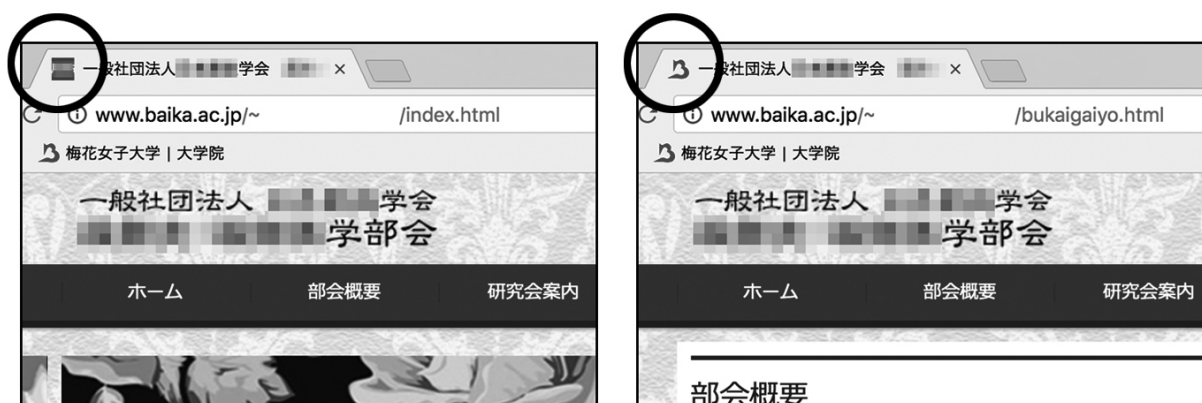 一般社団法人 学会 ×
www.baika.ac.jp/~ /index.html
梅花女子大学 | 大学院
一般社団法人 学会
学部会
ホーム 部会概要 研究会案内
一般社団法人 学会 ×
www.baika.ac.jp/~ /bukaigaiyo.html
梅花女子大学 | 大学院
一般社団法人 学会
学部会
ホーム 部会概要 研究会案内
部会概要